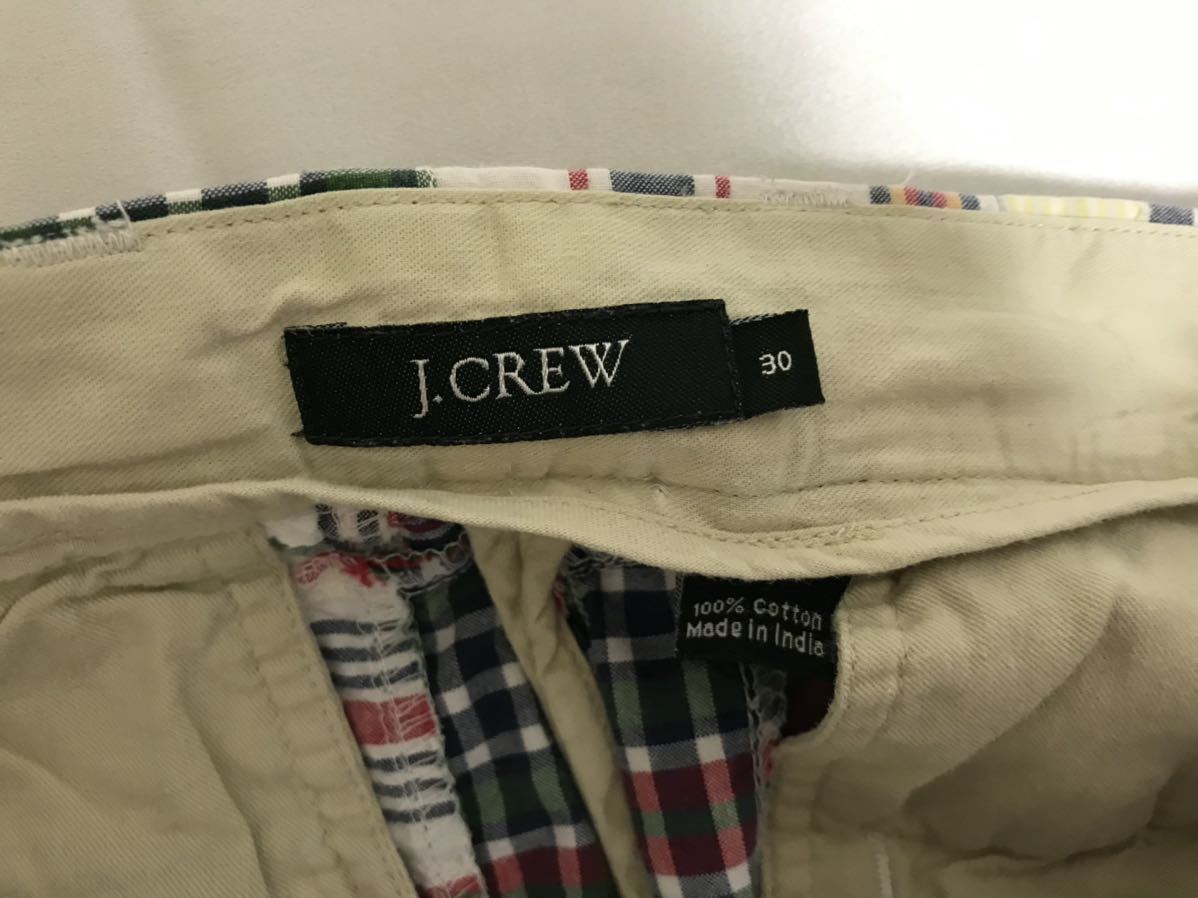 J.CREW
30
100% Cotton
Made in India